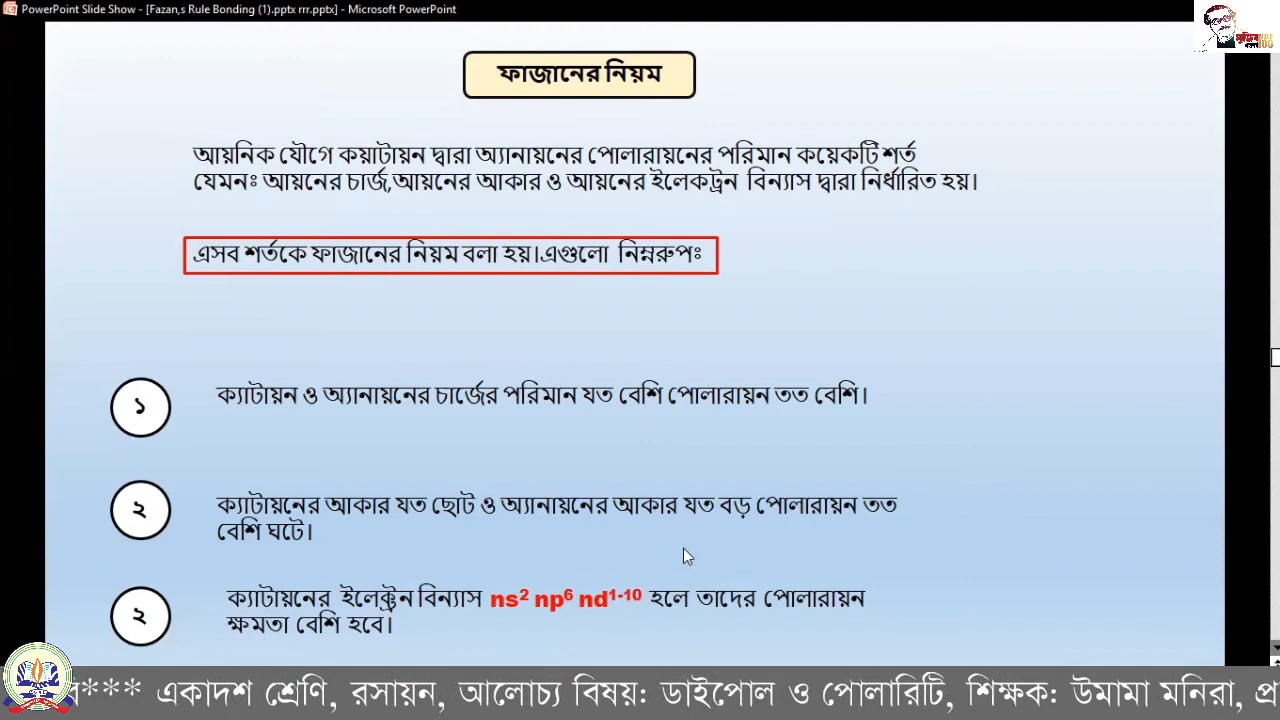 PowerPoint Slide Show - [Fazan,s Rule Bonding (1).pptx rrr.pptx] - Microsoft PowerPoint
ফাজানের নিয়ম
আয়নিক যৌগে কয়াটায়ন দ্বারা অ্যানায়নের পোলারায়নের পরিমান কয়েকটি শর্ত
যেমনঃ আয়নের চার্জ,আয়নের আকার ও আয়নের ইলেকট্রন বিন্যাস দ্বারা নির্ধারিত হয়।
এসব শর্তকে ফাজানের নিয়ম বলা হয়।এগুলো নিম্নরুপঃ
১
ক্যাটায়ন ও অ্যানায়নের চার্জের পরিমান যত বেশি পোলারায়ন তত বেশি।
২
ক্যাটায়নের আকার যত ছোট ও অ্যানায়নের আকার যত বড় পোলারায়ন তত
বেশি ঘটে।
২
ক্যাটায়নের ইলেক্ট্রন বিন্যাস ns² np⁶ nd¹⁻¹⁰ হলে তাদের পোলারায়ন
ক্ষমতা বেশি হবে।
*** একাদশ শ্রেণি, রসায়ন, আলোচ্য বিষয়: ডাইপোল ও পোলারিটি, শিক্ষক: উমামা মনিরা, প্র